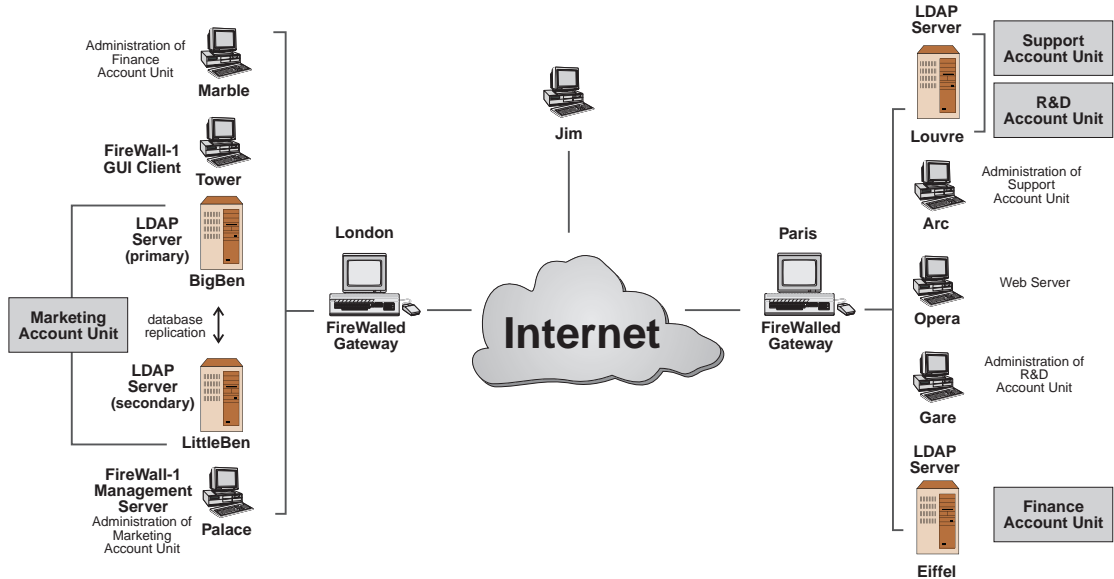 Administration of
Finance
Account Unit
Marble
FireWall-1
GUI Client
Tower
LDAP
Server
(primary)
BigBen
Marketing
Account Unit
database
replication
LDAP
Server
(secondary)
LittleBen
FireWall-1
Management
Server
Administration of
Marketing
Account Unit
Palace
London
FireWalled
Gateway
Jim
Internet
Paris
FireWalled
Gateway
LDAP
Server
Louvre
Support
Account Unit
R&D
Account Unit
Arc
Administration of
Support
Account Unit
Opera
Web Server
Gare
Administration of
R&D
Account Unit
LDAP
Server
Eiffel
Finance
Account Unit